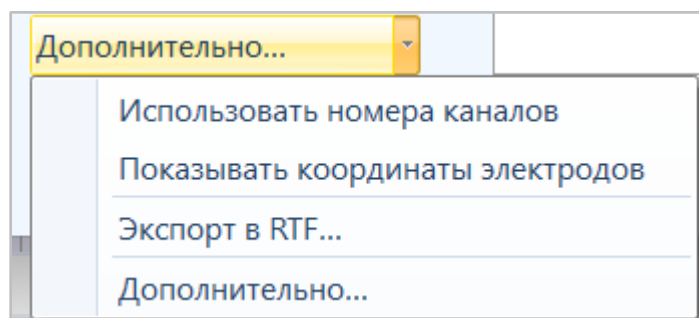 Дополнительно...
Использовать номера каналов
Показывать координаты электродов
Экспорт в RTF...
Дополнительно...